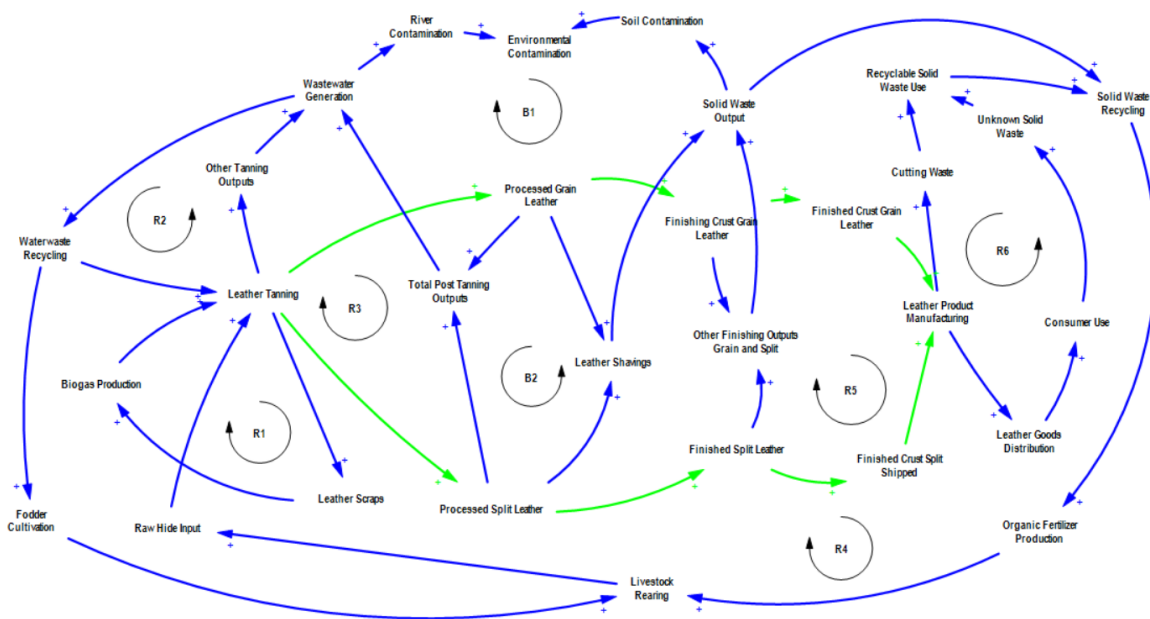 River
Contamination
Environmental
Contamination
Soil Contamination
Wastewater
Generation
B1
Solid Waste
Output
Recyclable Solid
Waste Use
Solid Waste
Recycling
Unknown Solid
Waste
Other Tanning
Outputs
Cutting Waste
R2
Processed Grain
Leather
Finishing Crust Grain
Leather
Finished Crust Grain
Leather
Waterwaste
Recycling
R6
Leather Tanning
R3
Total Post Tanning
Outputs
Leather Product
Manufacturing
Consumer Use
Other Finishing Outputs
Grain and Split
Leather Shavings
B2
Biogas Production
R5
R1
Leather Goods
Distribution
Finished Split Leather
Finished Crust Split
Shipped
Leather Scraps
Processed Split Leather
Fodder
Cultivation
Raw Hide Input
Organic Fertilizer
Production
R4
Livestock
Rearing